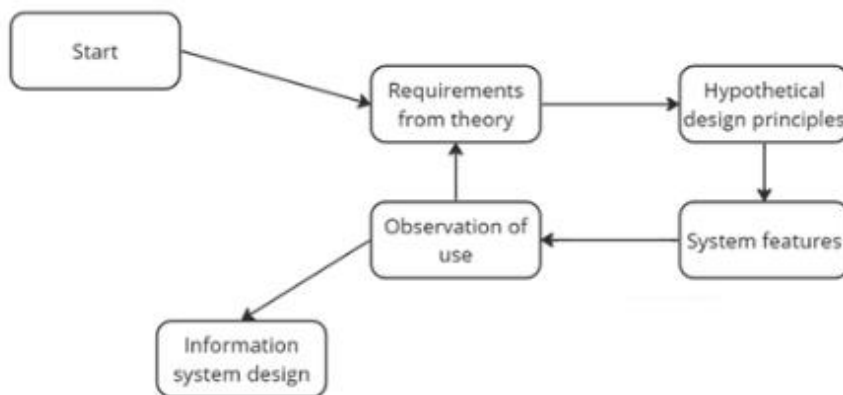 Start
Requirements
from theory
Hypothetical
design principles
Observation of
use
System features
Information
system design